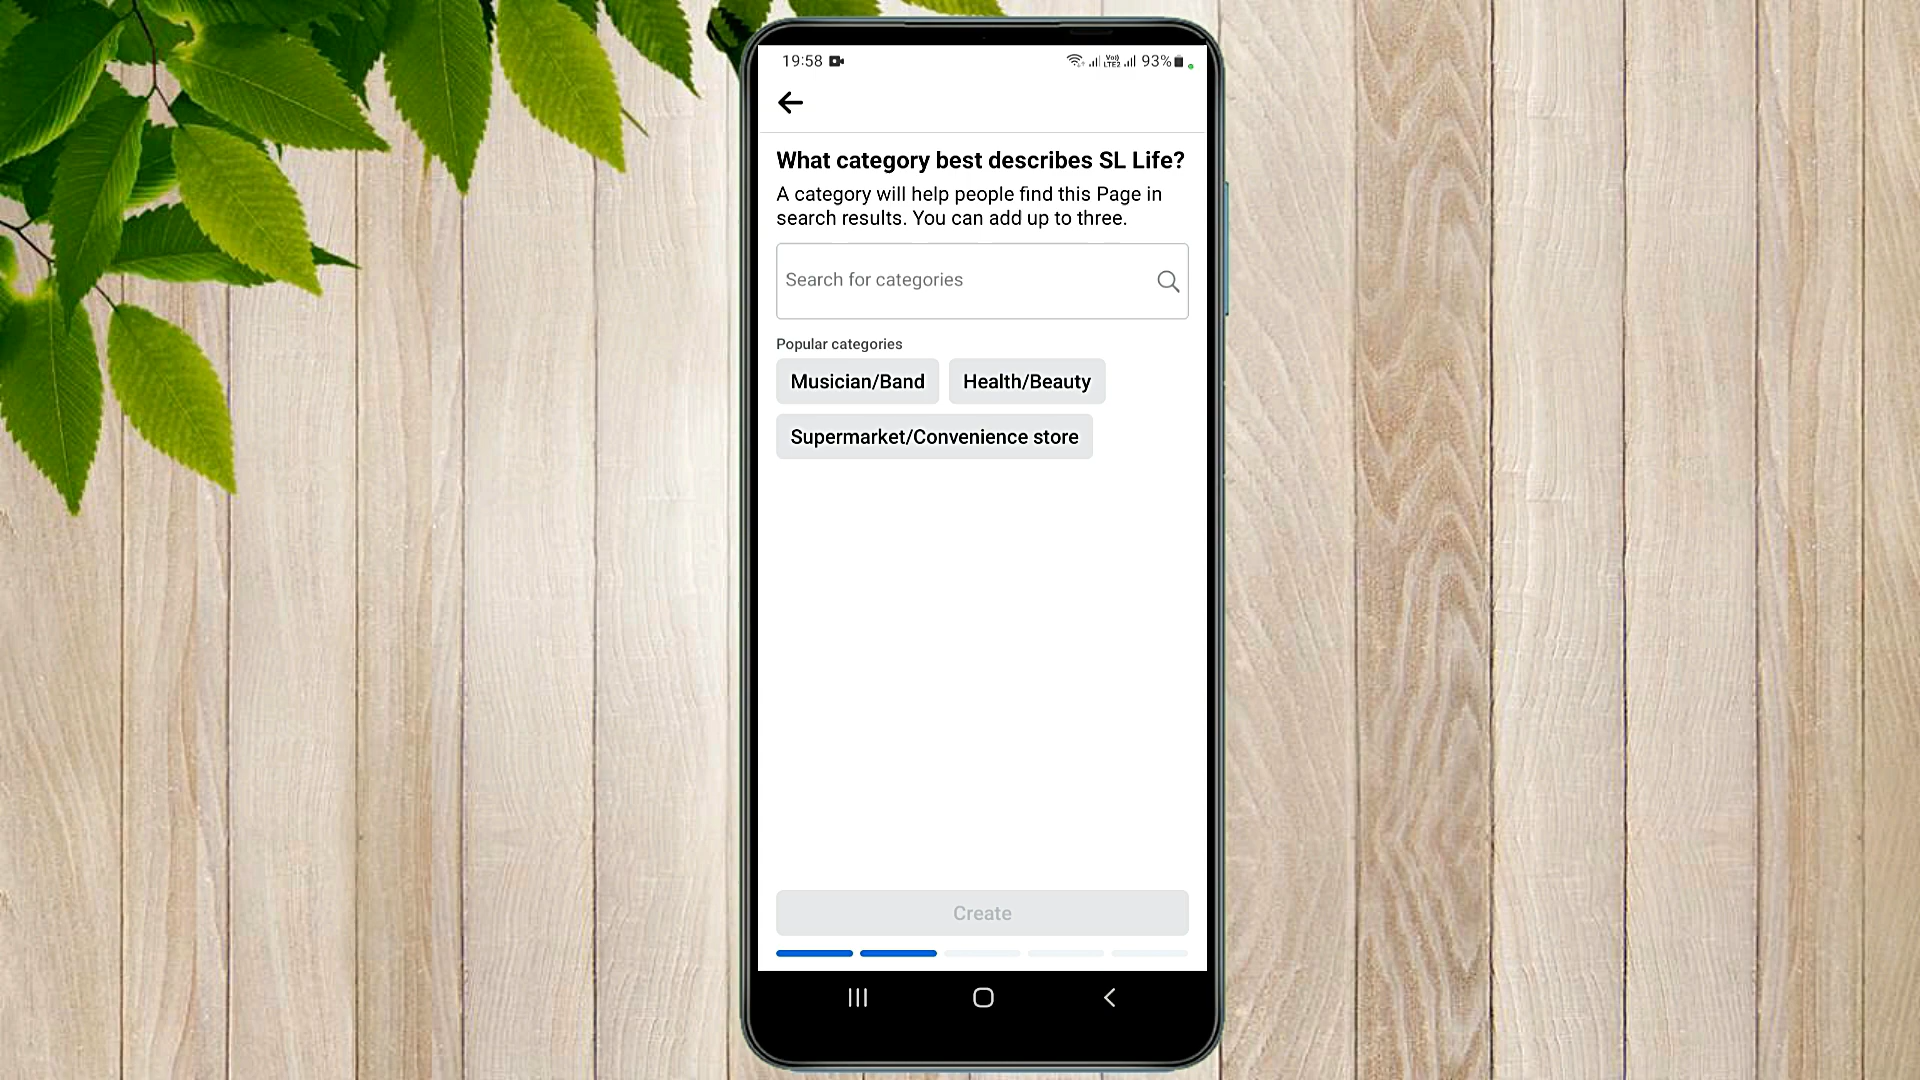 19:58
Vo)) LTE2 93%
What category best describes SL Life?
A category will help people find this Page in
search results. You can add up to three.
Search for categories
Popular categories
Musician/Band Health/Beauty
Supermarket/Convenience store
Create